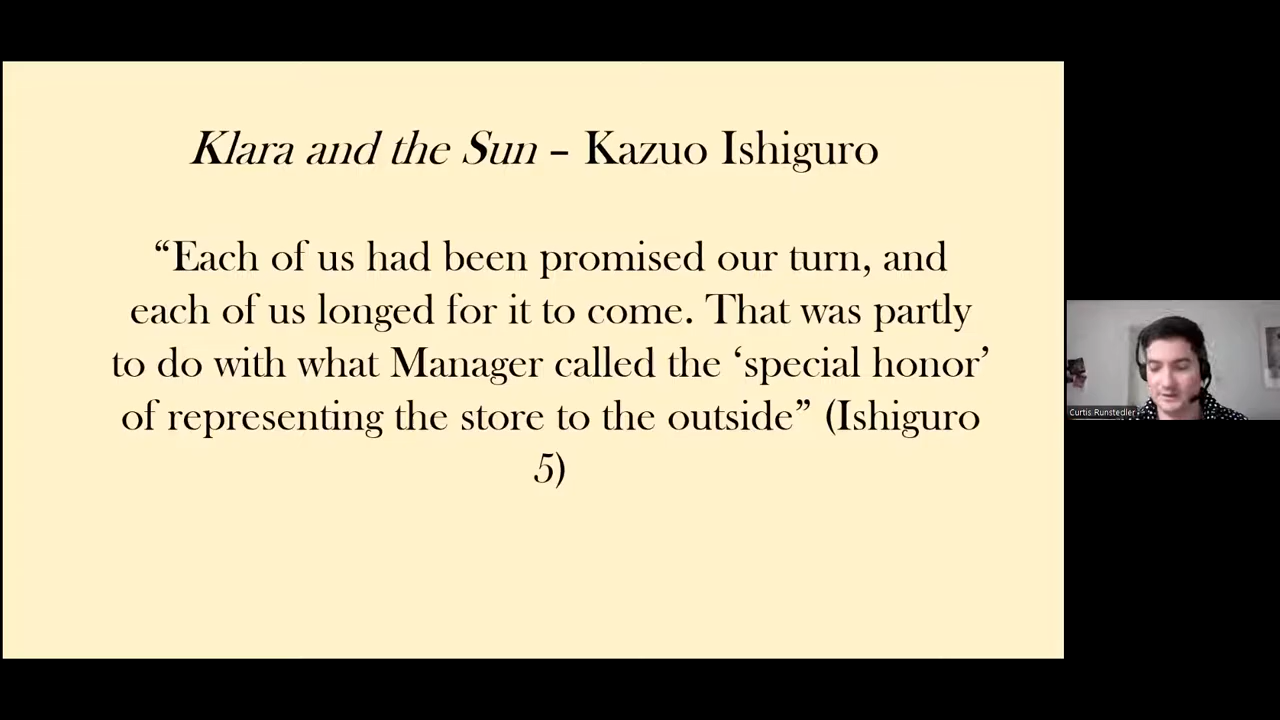 Klara and the Sun – Kazuo Ishiguro
“Each of us had been promised our turn, and
each of us longed for it to come. That was partly
to do with what Manager called the ‘special honor’
of representing the store to the outside” (Ishiguro
5)
Curtis Runstedler